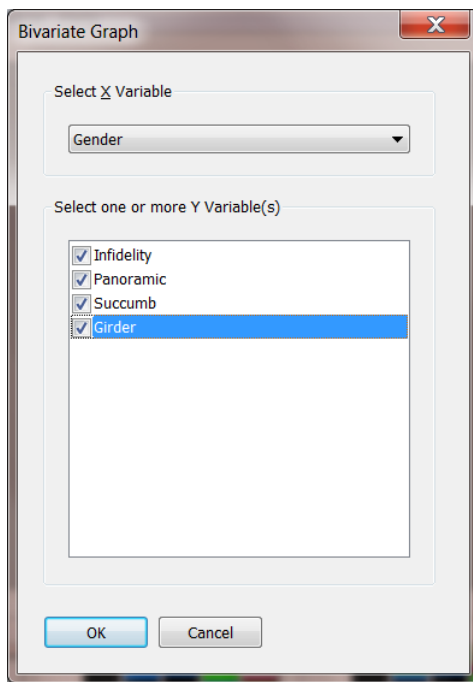 Bivariate Graph
Select X Variable
Gender
Select one or more Y Variable(s)
Infidelity
Panoramic
Succumb
Girder
OK
Cancel